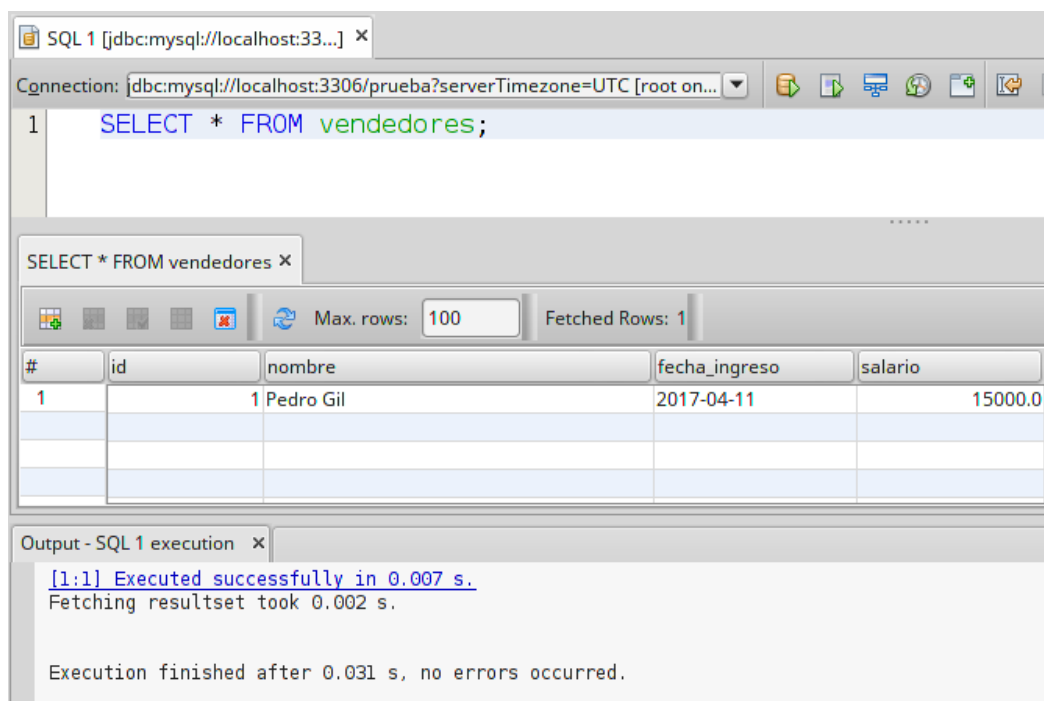 SQL 1 [jdbc:mysql://localhost:33...]
Connection: jdbc:mysql://localhost:3306/prueba?serverTimezone=UTC [root on...
1 SELECT * FROM vendedores;
SELECT * FROM vendedores
Max. rows: 100 Fetched Rows: 1
# id nombre fecha_ingreso salario
1 1 Pedro Gil 2017-04-11 15000.0
Output - SQL 1 execution
[1:1] Executed successfully in 0.007 s.
Fetching resultset took 0.002 s.
Execution finished after 0.031 s, no errors occurred.